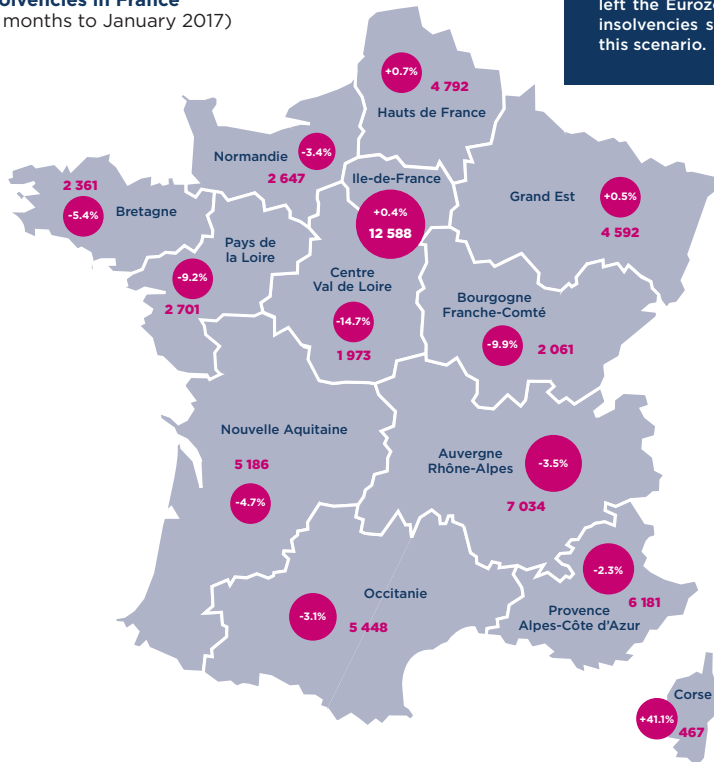 solvencies in France
months to January 2017)
left the Euroz
insolvencies s
this scenario.
+0.7%
4 792
Hauts de France
Normandie
-3.4%
2 647
Ile-de-France
+0.4%
12 588
Grand Est
+0.5%
4 592
2 361
-5.4%
Bretagne
Pays de
la Loire
-9.2%
2 701
Centre
Val de Loire
-14.7%
1 973
Bourgogne
Franche-Comté
-9.9%
2 061
Nouvelle Aquitaine
5 186
-4.7%
Auvergne
Rhône-Alpes
-3.5%
7 034
Occitanie
-3.1%
5 448
-2.3%
6 181
Provence
Alpes-Côte d'Azur
Corse
+41.1%
467